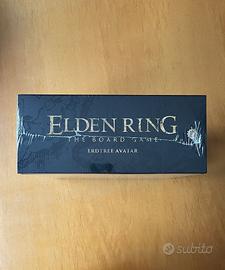 ELDEN RING
THE BOARD GAME
ERDTREE AVATAR
subito